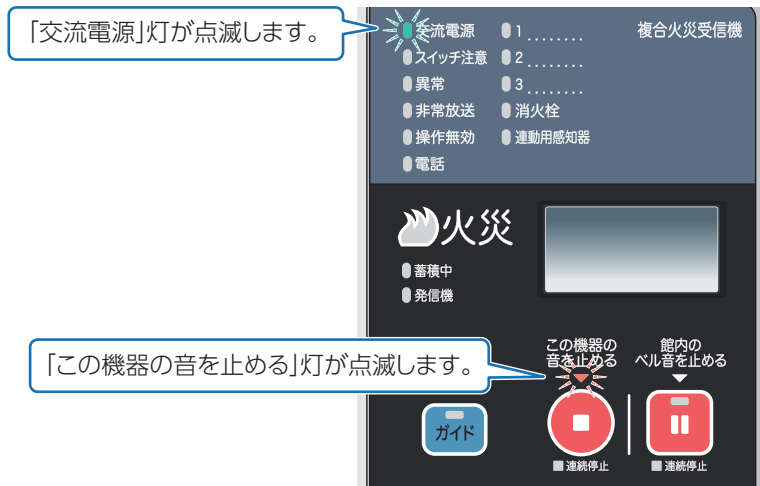 「交流電源」灯が点滅します。
交流電源
スイッチ注意
異常
非常放送
操作無効
電話
1........
2........
3........
消火栓
連動用感知器
複合火災受信機
火災
蓄積中
発信機
「この機器の音を止める」灯が点滅します。
この機器の
音を止める
館内の
ベル音を止める
ガイド
連続停止
連続停止